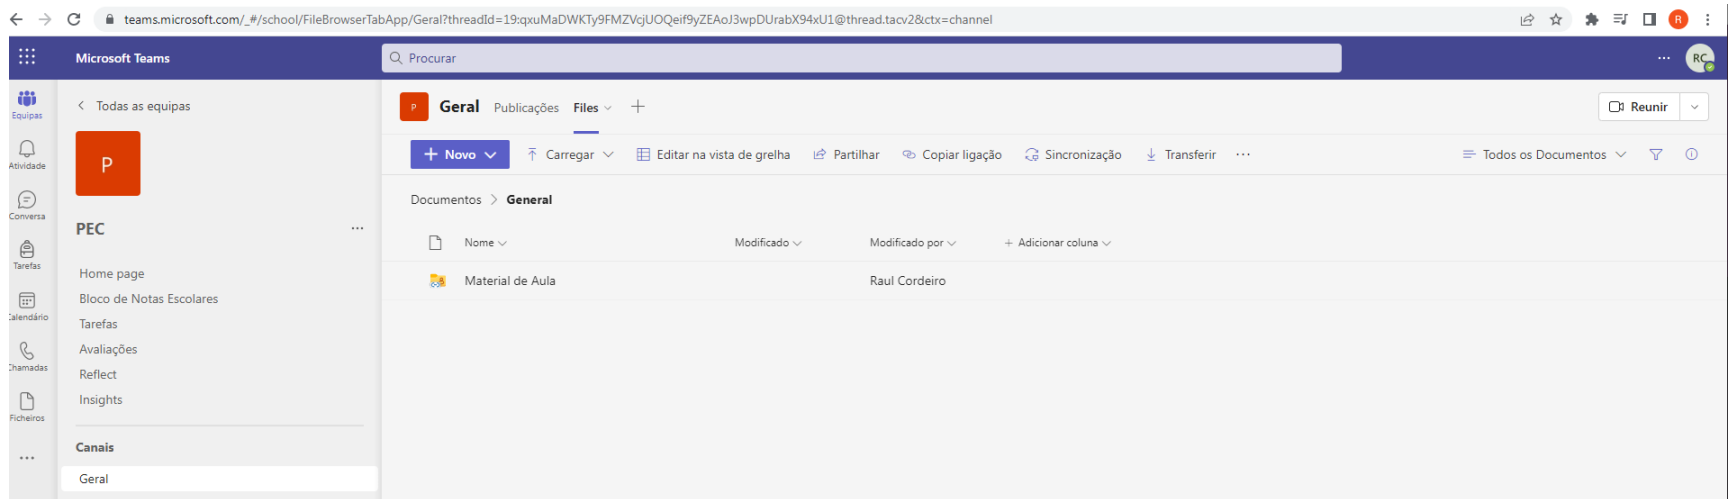 teams.microsoft.com/_#/school/FileBrowserTabApp/Geral?threadId=19:qxuMaDWKTy9FMZVcjUOQeif9yZEAoJ3wpDUrabX94xU1@thread.tacv2&ctx=channel
R
Microsoft Teams
Procurar
RC
Equipas
Atividade
Conversa
Tarefas
Calendário
Chamadas
Ficheiros
Todas as equipas
P
PEC
Home page
Bloco de Notas Escolares
Tarefas
Avaliações
Reflect
Insights
Canais
Geral
P Geral Publicações Files
Reunir
Novo Carregar Editar na vista de grelha Partilhar Copiar ligação Sincronização Transferir Todos os Documentos
Documentos > General
Nome Modificado Modificado por + Adicionar coluna
Material de Aula Raul Cordeiro